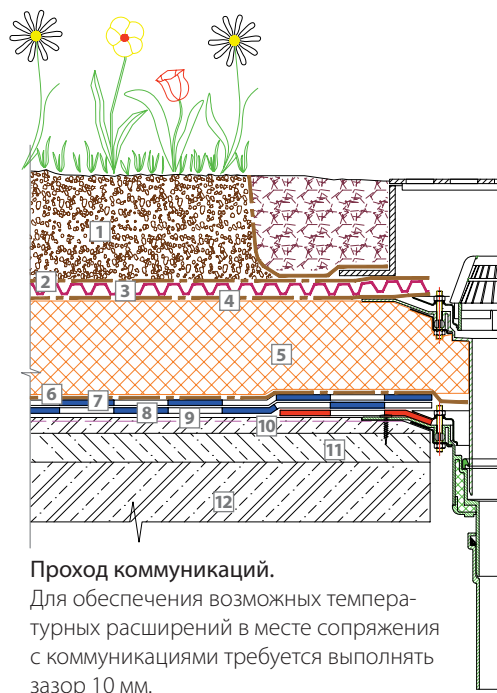 1
2
3
4
5
6
7
8
9
10
11
12
Проход коммуникаций.
Для обеспечения возможных темпера-
турных расширений в месте сопряжения
с коммуникациями требуется выполнять
зазор 10 мм.